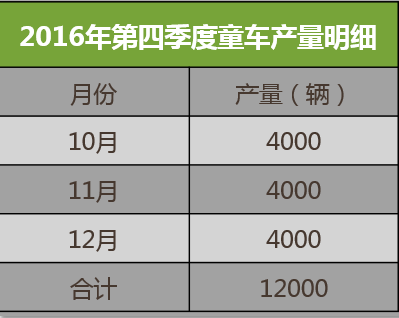 2016年第四季度童车产量明细
月份 产量（辆）
10月 4000
11月 4000
12月 4000
合计 12000